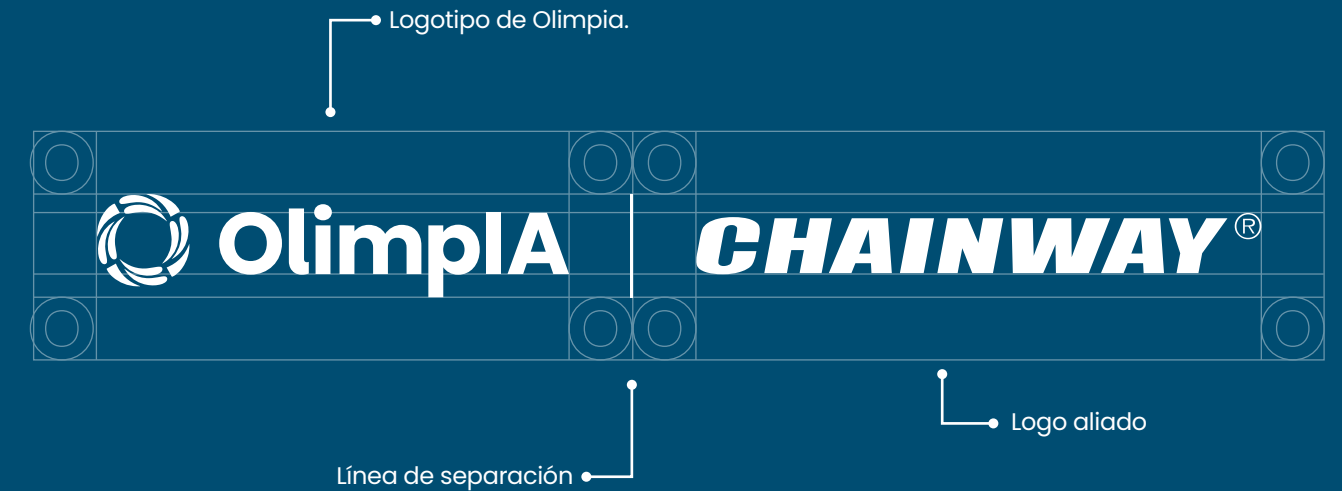 Logotipo de Olimpia.
OlimpIA
CHAINWAY®
Logo aliado
Línea de separación